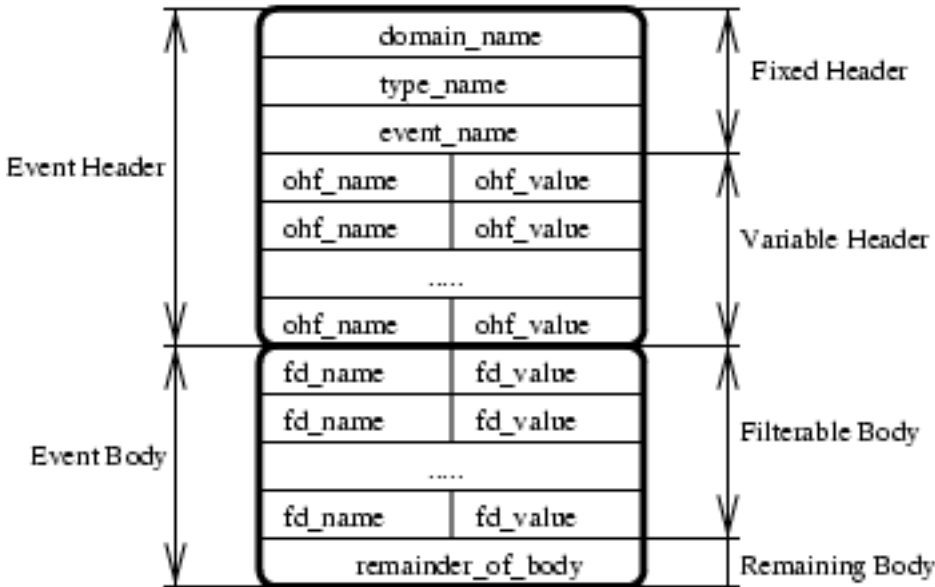 domain_name
Fixed Header
type_name
event_name
Event Header
ohf_name ohf_value
ohf_name ohf_value
Variable Header
.....
ohf_name ohf_value
fd_name fd_value
fd_name fd_value
Filterable Body
Event Body
.....
fd_name fd_value
remainder_of_body
Remaining Body